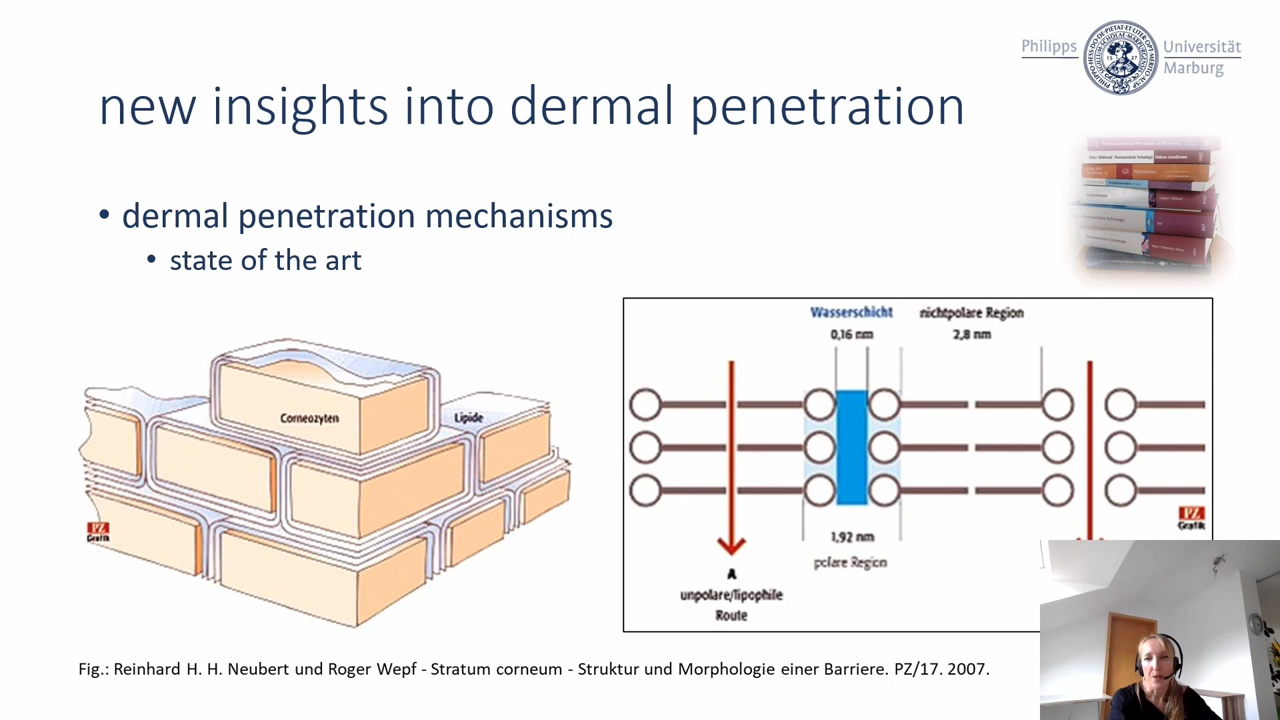 Philipps
Universität
Marburg
new insights into dermal penetration
• dermal penetration mechanisms
• state of the art
Corneozyten
Lipide
PZ
Grafik
Wasserschicht
nichtpolare Region
0,16 nm
2,8 nm
1,92 nm
polare Region
A
unpolare/lipophile
Route
PZ
Grafik
Fig.: Reinhard H. H. Neubert und Roger Wepf - Stratum corneum - Struktur und Morphologie einer Barriere. PZ/17. 2007.